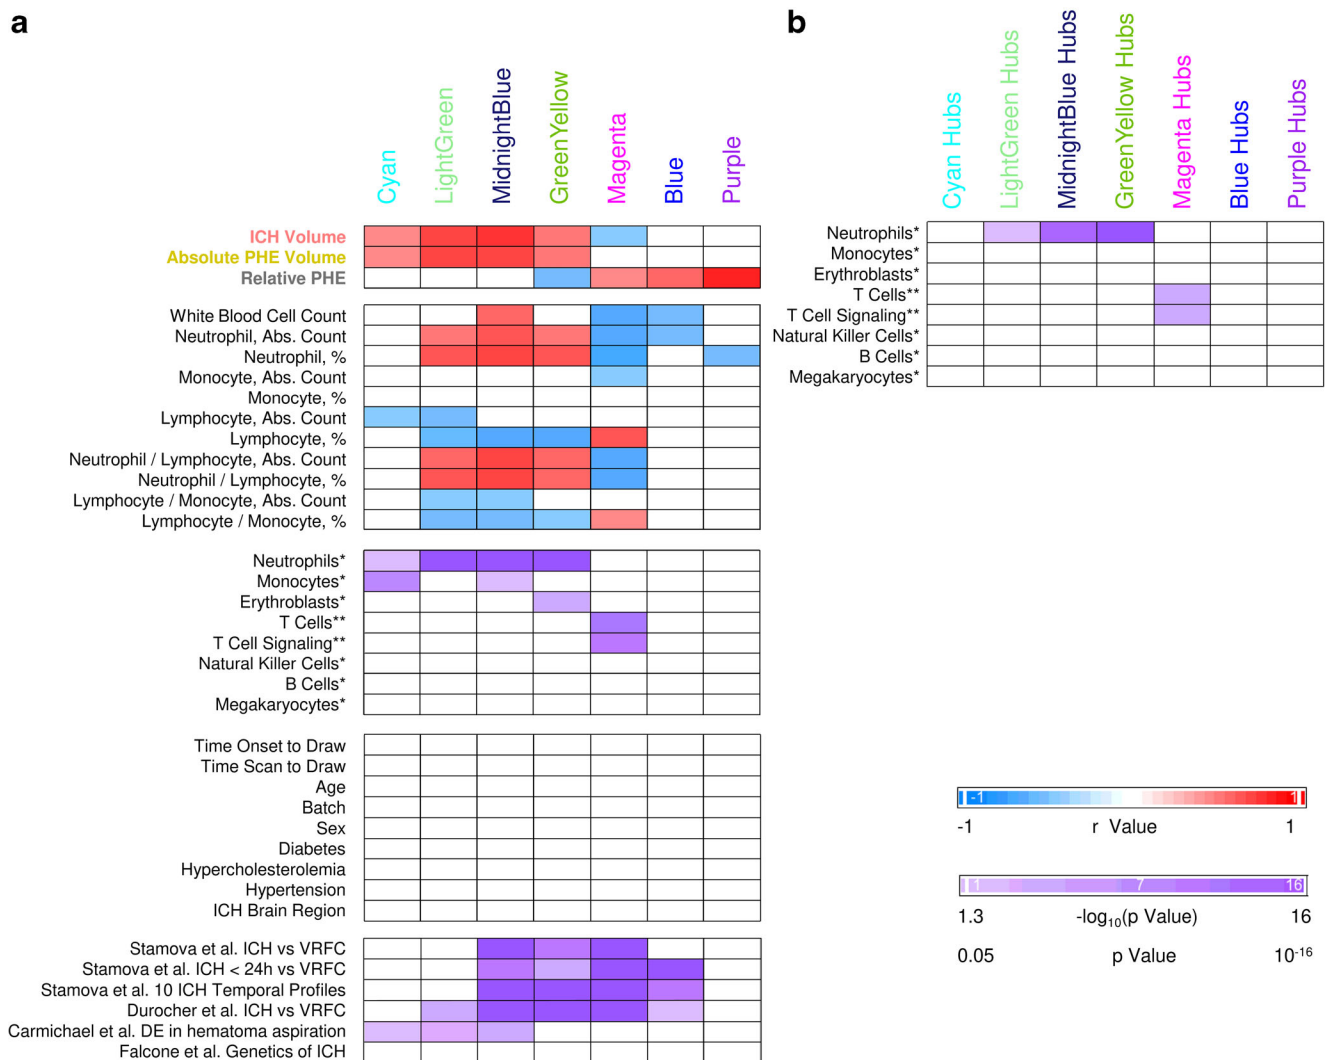 a
Cyan
LightGreen
MidnightBlue
GreenYellow
Magenta
Blue
Purple
ICH Volume
Absolute PHE Volume
Relative PHE
White Blood Cell Count
Neutrophil, Abs. Count
Neutrophil, %
Monocyte, Abs. Count
Monocyte, %
Lymphocyte, Abs. Count
Lymphocyte, %
Neutrophil / Lymphocyte, Abs. Count
Neutrophil / Lymphocyte, %
Lymphocyte / Monocyte, Abs. Count
Lymphocyte / Monocyte, %
Neutrophils*
Monocytes*
Erythroblasts*
T Cells**
T Cell Signaling**
Natural Killer Cells*
B Cells*
Megakaryocytes*
Time Onset to Draw
Time Scan to Draw
Age
Batch
Sex
Diabetes
Hypercholesterolemia
Hypertension
ICH Brain Region
Stamova et al. ICH vs VRFC
Stamova et al. ICH < 24h vs VRFC
Stamova et al. 10 ICH Temporal Profiles
Durocher et al. ICH vs VRFC
Carmichael et al. DE in hematoma aspiration
Falcone et al. Genetics of ICH
b
Cyan Hubs
LightGreen Hubs
MidnightBlue Hubs
GreenYellow Hubs
Magenta Hubs
Blue Hubs
Purple Hubs
Neutrophils*
Monocytes*
Erythroblasts*
T Cells**
T Cell Signaling**
Natural Killer Cells*
B Cells*
Megakaryocytes*
-1 1
-1 r Value 1
1 7 16
1.3 -log₁₀(p Value) 16
0.05 p Value 10⁻¹⁶